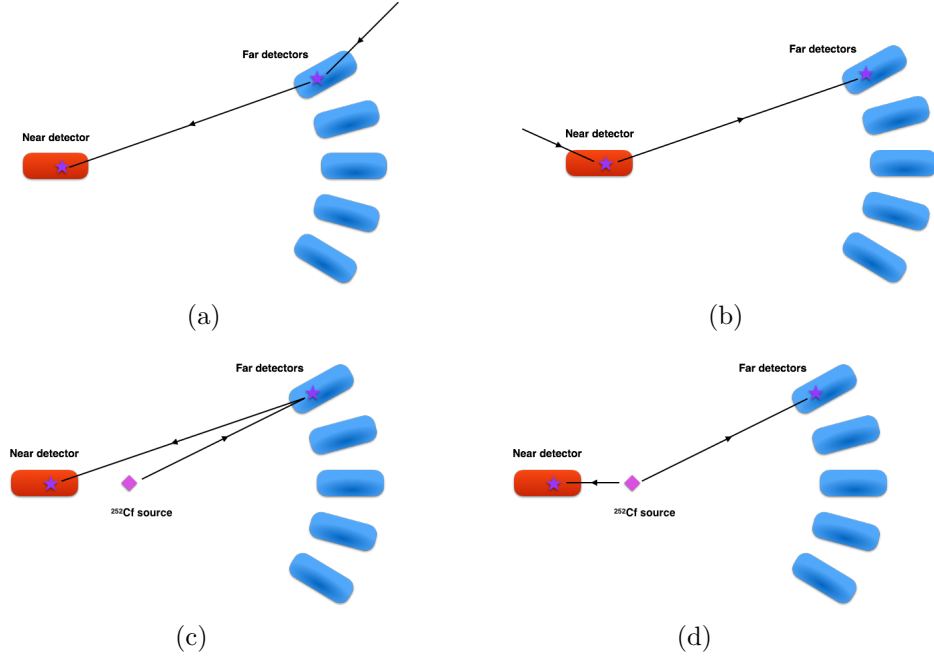 Far detectors
Near detector
(a)
Far detectors
Near detector
(b)
Far detectors
Near detector
²⁵²Cf source
(c)
Far detectors
Near detector
²⁵²Cf source
(d)